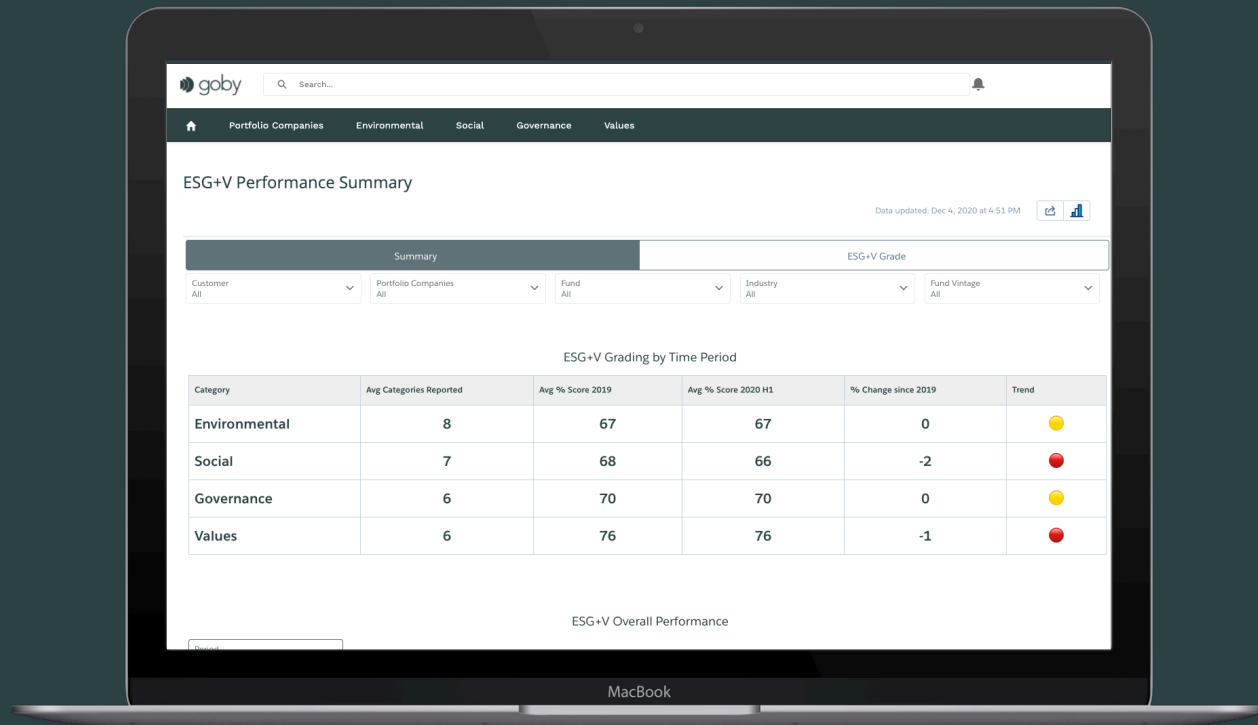 goby
Search...
Portfolio Companies Environmental Social Governance Values
ESG+V Performance Summary
Data updated: Dec 4, 2020 at 4:51 PM
Summary ESG+V Grade
Customer Portfolio Companies Fund Industry Fund Vintage
All All All All All
ESG+V Grading by Time Period
Category Avg Categories Reported Avg % Score 2019 Avg % Score 2020 H1 % Change since 2019 Trend
Environmental 8 67 67 0
Social 7 68 66 -2
Governance 6 70 70 0
Values 6 76 76 -1
ESG+V Overall Performance
Period
MacBook